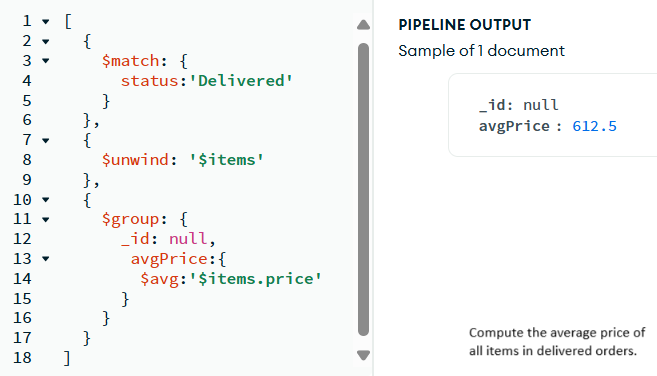 1 [
2 {
3 $match: {
4 status:'Delivered'
5 }
6 },
7 {
8 $unwind: '$items'
9 },
10 {
11 $group: {
12 _id: null,
13 avgPrice:{
14 $avg:'$items.price'
15 }
16 }
17 }
18 ]
PIPELINE OUTPUT
Sample of 1 document
_id: null
avgPrice : 612.5
Compute the average price of
all items in delivered orders.